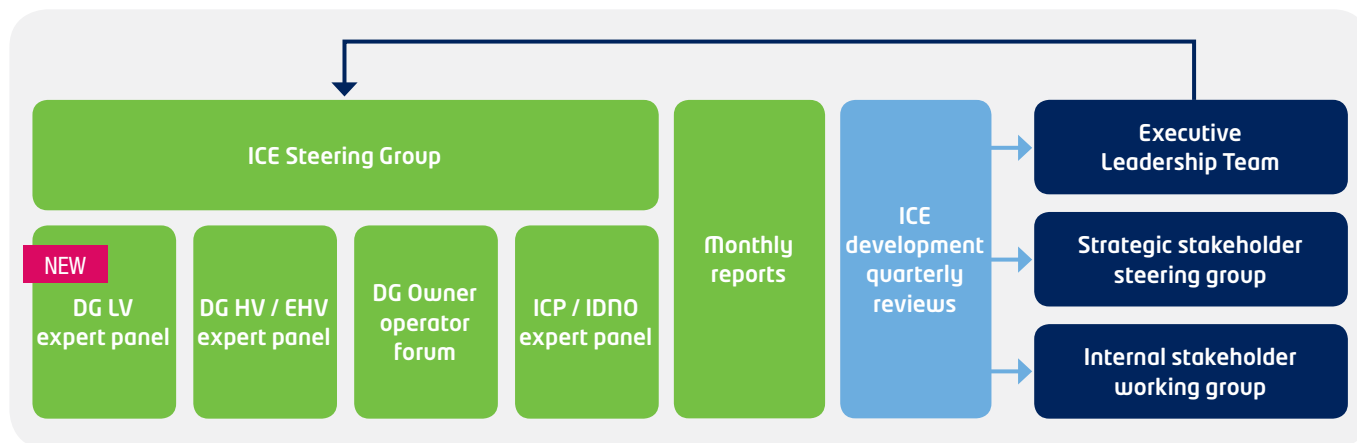 ICE Steering Group
NEW
DG LV
expert panel
DG HV / EHV
expert panel
DG Owner
operator
forum
ICP / IDNO
expert panel
Monthly
reports
ICE
development
quarterly
reviews
Executive
Leadership Team
Strategic stakeholder
steering group
Internal stakeholder
working group